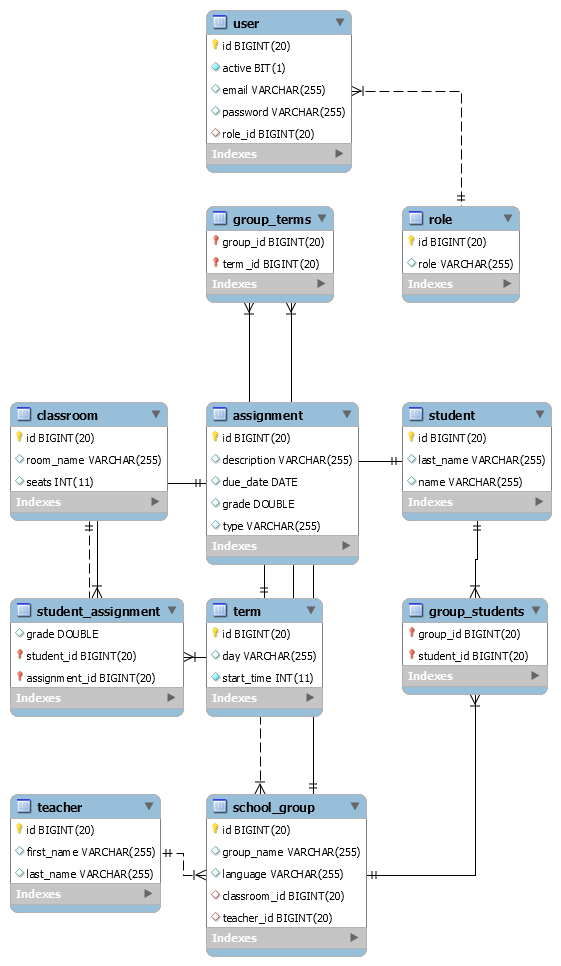 user
id BIGINT(20)
active BIT(1)
email VARCHAR(255)
password VARCHAR(255)
role_id BIGINT(20)
Indexes
group_terms
group_id BIGINT(20)
term_id BIGINT(20)
Indexes
role
id BIGINT(20)
role VARCHAR(255)
Indexes
classroom
id BIGINT(20)
room_name VARCHAR(255)
seats INT(11)
Indexes
assignment
id BIGINT(20)
description VARCHAR(255)
due_date DATE
grade DOUBLE
type VARCHAR(255)
Indexes
student
id BIGINT(20)
last_name VARCHAR(255)
name VARCHAR(255)
Indexes
student_assignment
grade DOUBLE
student_id BIGINT(20)
assignment_id BIGINT(20)
Indexes
term
id BIGINT(20)
day VARCHAR(255)
start_time INT(11)
Indexes
group_students
group_id BIGINT(20)
student_id BIGINT(20)
Indexes
teacher
id BIGINT(20)
first_name VARCHAR(255)
last_name VARCHAR(255)
Indexes
school_group
id BIGINT(20)
group_name VARCHAR(255)
language VARCHAR(255)
classroom_id BIGINT(20)
teacher_id BIGINT(20)
Indexes